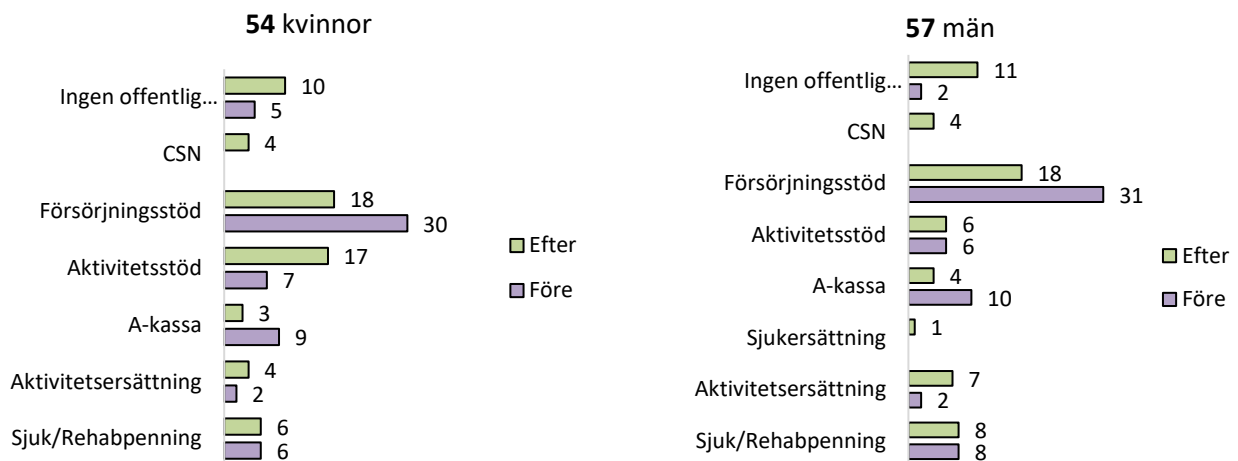 54 kvinnor
Ingen offentlig...
10
5
CSN
4
Försörjningsstöd
18
30
Aktivitetsstöd
17
7
A-kassa
3
9
Aktivitetsersättning
4
2
Sjuk/Rehabpenning
6
6
Efter
Före
57 män
Ingen offentlig...
11
2
CSN
4
Försörjningsstöd
18
31
Aktivitetsstöd
6
6
A-kassa
4
10
Sjukersättning
1
Aktivitetsersättning
7
2
Sjuk/Rehabpenning
8
8
Efter
Före